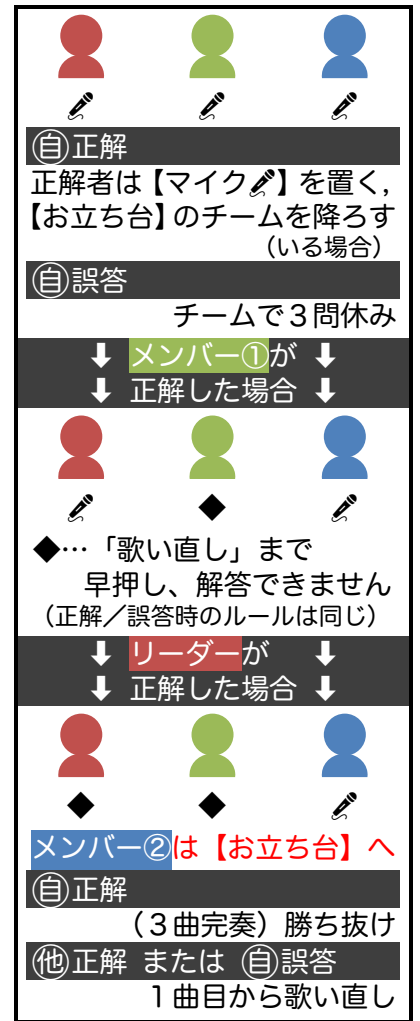 ㉂正解
正解者は【マイク🎤】を置く,
【お立ち台】のチームを降ろす
(いる場合)
㉂誤答
チームで3問休み
⬇ メンバー①が ⬇
⬇ 正解した場合 ⬇
◆
◆…「歌い直し」まで
早押し、解答できません
(正解／誤答時のルールは同じ)
⬇ リーダーが ⬇
⬇ 正解した場合 ⬇
◆ ◆
メンバー②は【お立ち台】へ
㉂正解
(3曲完奏)勝ち抜け
他正解 または ㉂誤答
1曲目から歌い直し